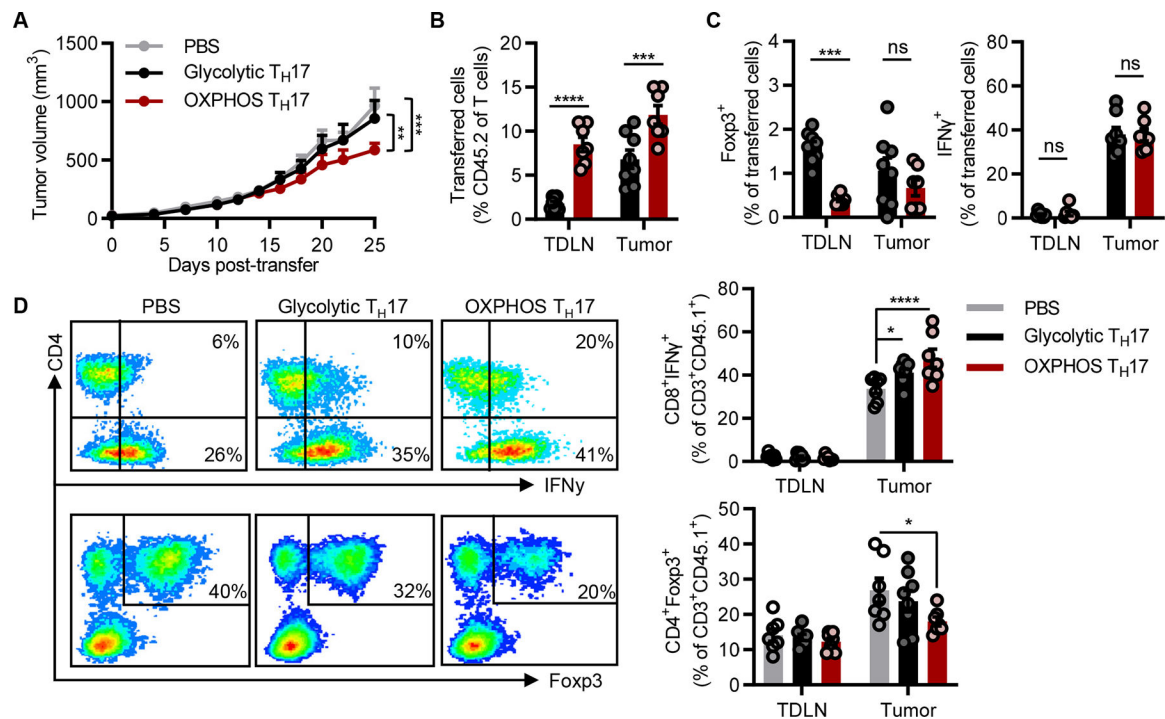 A
Tumor volume (mm³)
1500
1000
500
0
0 5 10 15 20 25
Days post-transfer
PBS
Glycolytic TH17
OXPHOS TH17
**
***
B
Transferred cells
(% CD45.2 of T cells)
20
15
10
5
0
****
***
TDLN Tumor
C
Foxp3⁺
(% of transferred cells)
4
3
2
1
0
***
ns
TDLN Tumor
IFNγ⁺
(% of transferred cells)
80
60
40
20
0
ns
ns
TDLN Tumor
D
PBS Glycolytic TH17 OXPHOS TH17
CD4
6% 10% 20%
26% 35% 41%
IFNγ
40% 32% 20%
Foxp3
CD8⁺IFNγ⁺
(% of CD3⁺CD45.1⁺)
80
60
40
20
0
****
*
TDLN Tumor
PBS
Glycolytic TH17
OXPHOS TH17
CD4⁺Foxp3⁺
(% of CD3⁺CD45.1⁺)
50
40
30
20
10
0
*
TDLN Tumor